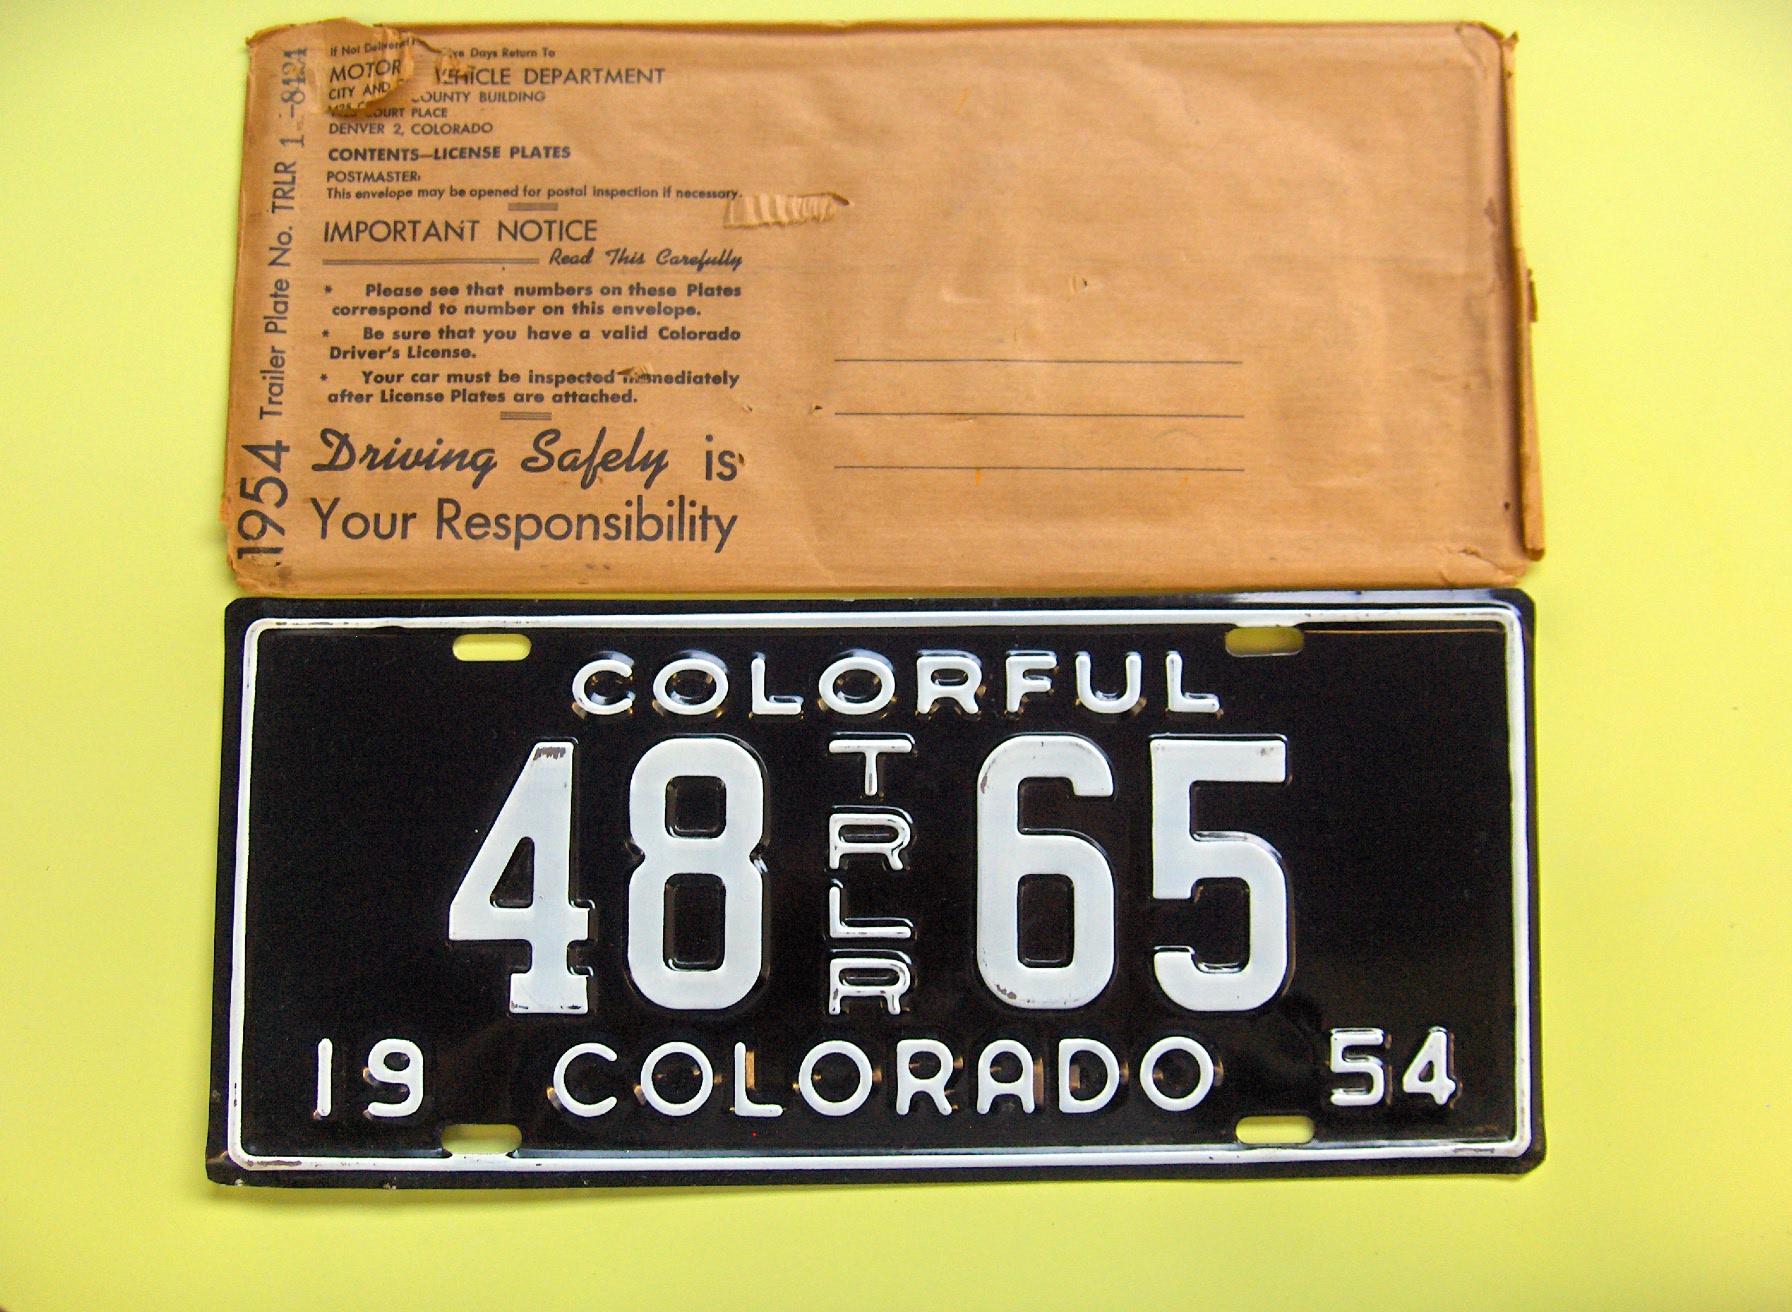 If Not Delivered Days Return To
MOTOR VEHICLE DEPARTMENT
CITY AND COUNTY BUILDING
COURT PLACE
DENVER 2, COLORADO
CONTENTS—LICENSE PLATES
POSTMASTER:
This envelope may be opened for postal inspection if necessary.
IMPORTANT NOTICE
Read This Carefully
* Please see that numbers on these Plates
correspond to number on this envelope.
* Be sure that you have a valid Colorado
Driver's License.
* Your car must be inspected immediately
after License Plates are attached.
Driving Safely is
Your Responsibility
1954 Trailer Plate No. TRLR
COLORFUL
48 TRLR 65
19 COLORADO 54